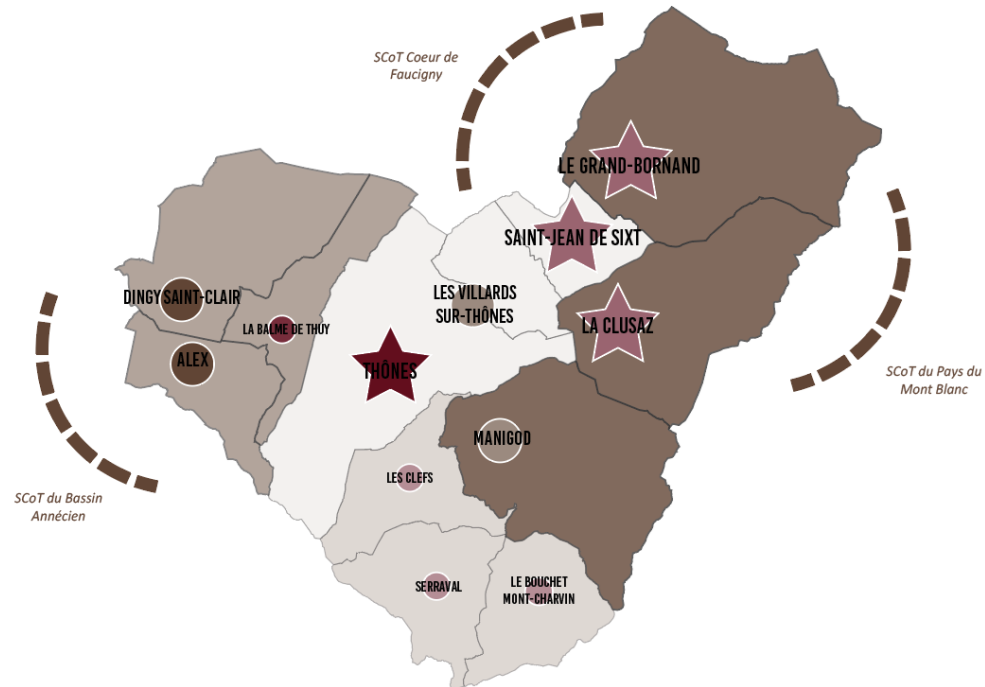 SCoT Coeur de
Faucigny
LE GRAND-BORNAND
SAINT-JEAN DE SIXT
DINGY SAINT-CLAIR
LES VILLARDS
SUR-THÔNES
LA BALME DE THUY
LA CLUSAZ
ALEX
THÔNES
SCoT du Pays du
Mont Blanc
MANIGOD
LES CLEFS
SCoT du Bassin
Annécien
SERRAVAL
LE BOUCHET
MONT-CHARVIN